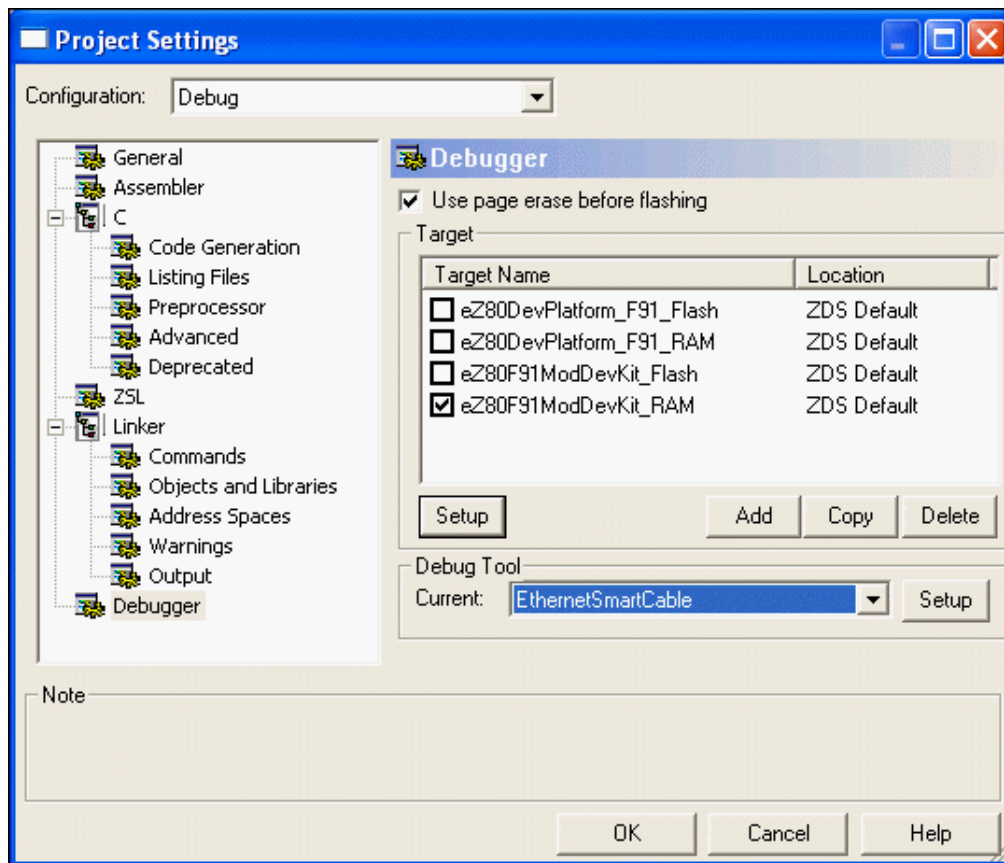 Project Settings
Configuration: Debug
General
Assembler
C
Code Generation
Listing Files
Preprocessor
Advanced
Deprecated
ZSL
Linker
Commands
Objects and Libraries
Address Spaces
Warnings
Output
Debugger
Debugger
Use page erase before flashing
Target
Target Name Location
eZ80DevPlatform_F91_Flash ZDS Default
eZ80DevPlatform_F91_RAM ZDS Default
eZ80F91ModDevKit_Flash ZDS Default
eZ80F91ModDevKit_RAM ZDS Default
Setup Add Copy Delete
Debug Tool
Current: EthernetSmartCable Setup
Note
OK Cancel Help